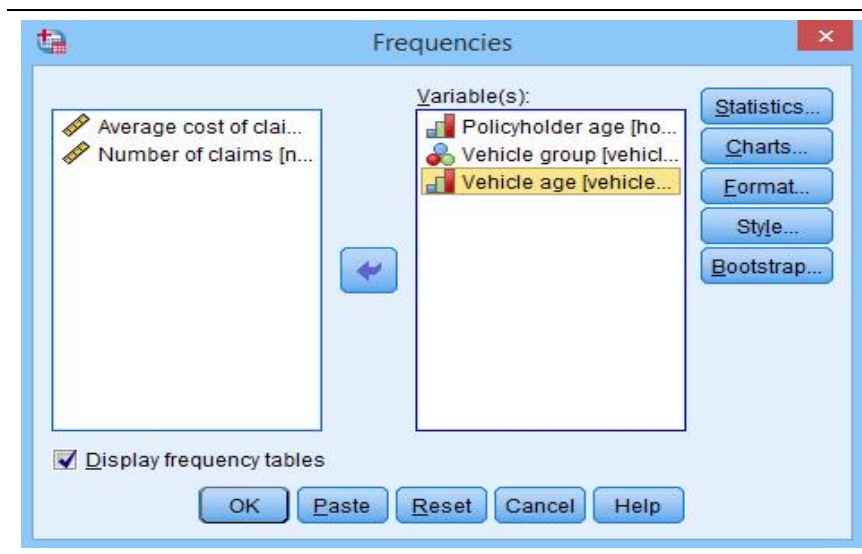 Frequencies
Average cost of clai...
Number of claims [n...
Variable(s):
Policyholder age [ho...
Vehicle group [vehicl...
Vehicle age [vehicle...
Statistics...
Charts...
Format...
Style...
Bootstrap...
Display frequency tables
OK
Paste
Reset
Cancel
Help